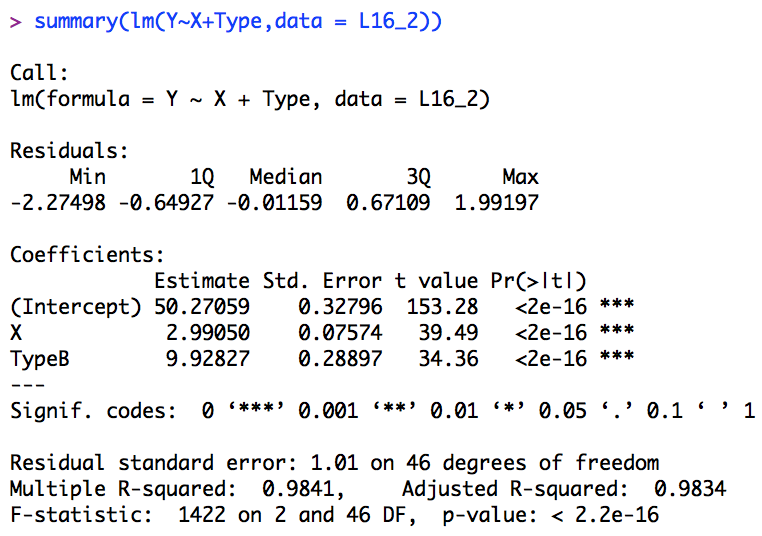 > summary(lm(Y~X+Type,data = L16_2))
Call:
lm(formula = Y ~ X + Type, data = L16_2)
Residuals:
Min 1Q Median 3Q Max
-2.27498 -0.64927 -0.01159 0.67109 1.99197
Coefficients:
Estimate Std. Error t value Pr(>|t|)
(Intercept) 50.27059 0.32796 153.28 <2e-16 ***
X 2.99050 0.07574 39.49 <2e-16 ***
TypeB 9.92827 0.28897 34.36 <2e-16 ***
---
Signif. codes: 0 ‘***’ 0.001 ‘**’ 0.01 ‘*’ 0.05 ‘.’ 0.1 ‘ ’ 1
Residual standard error: 1.01 on 46 degrees of freedom
Multiple R-squared: 0.9841, Adjusted R-squared: 0.9834
F-statistic: 1422 on 2 and 46 DF, p-value: < 2.2e-16